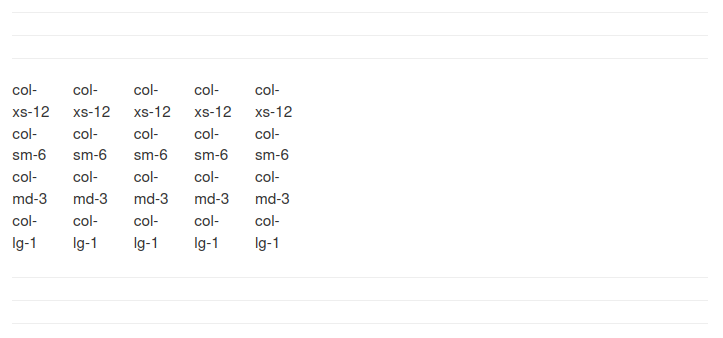 col- col- col- col- col-
xs-12 xs-12 xs-12 xs-12 xs-12
col- col- col- col- col-
sm-6 sm-6 sm-6 sm-6 sm-6
col- col- col- col- col-
md-3 md-3 md-3 md-3 md-3
col- col- col- col- col-
lg-1 lg-1 lg-1 lg-1 lg-1